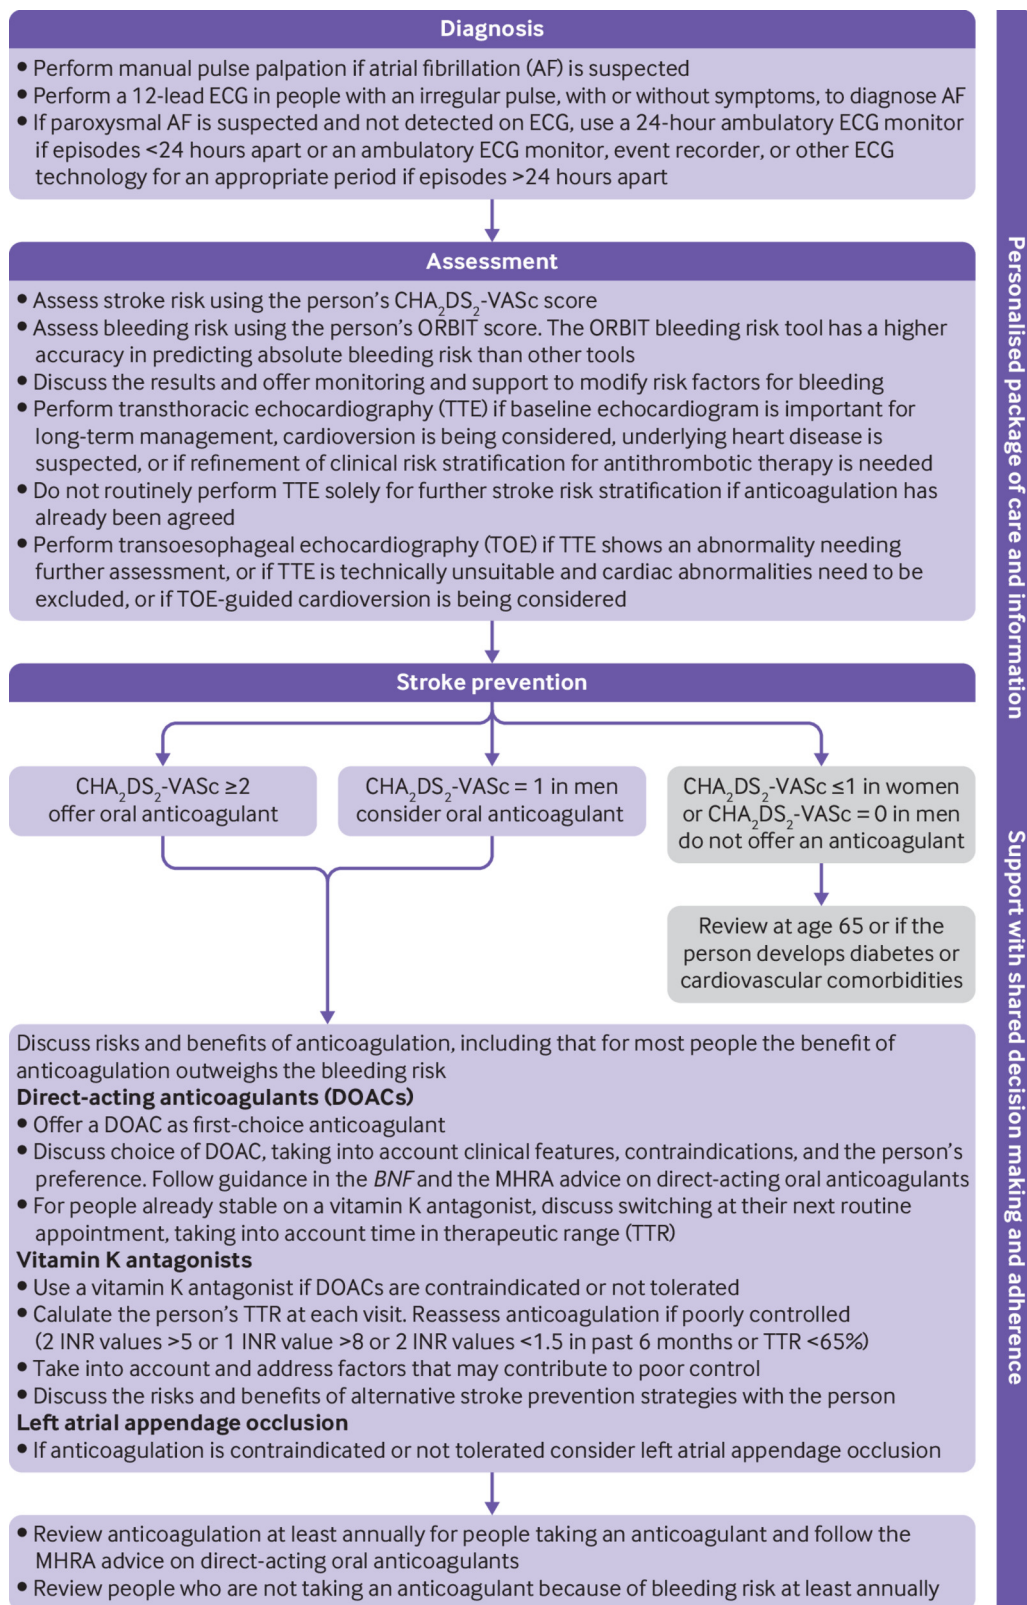 Diagnosis
• Perform manual pulse palpation if atrial fibrillation (AF) is suspected
• Perform a 12-lead ECG in people with an irregular pulse, with or without symptoms, to diagnose AF
• If paroxysmal AF is suspected and not detected on ECG, use a 24-hour ambulatory ECG monitor
if episodes <24 hours apart or an ambulatory ECG monitor, event recorder, or other ECG
technology for an appropriate period if episodes >24 hours apart
Assessment
• Assess stroke risk using the person's CHA₂DS₂-VASc score
• Assess bleeding risk using the person's ORBIT score. The ORBIT bleeding risk tool has a higher
accuracy in predicting absolute bleeding risk than other tools
• Discuss the results and offer monitoring and support to modify risk factors for bleeding
• Perform transthoracic echocardiography (TTE) if baseline echocardiogram is important for
long-term management, cardioversion is being considered, underlying heart disease is
suspected, or if refinement of clinical risk stratification for antithrombotic therapy is needed
• Do not routinely perform TTE solely for further stroke risk stratification if anticoagulation has
already been agreed
• Perform transoesophageal echocardiography (TOE) if TTE shows an abnormality needing
further assessment, or if TTE is technically unsuitable and cardiac abnormalities need to be
excluded, or if TOE-guided cardioversion is being considered
Stroke prevention
CHA₂DS₂-VASc ≥2
offer oral anticoagulant
CHA₂DS₂-VASc = 1 in men
consider oral anticoagulant
CHA₂DS₂-VASc ≤1 in women
or CHA₂DS₂-VASc = 0 in men
do not offer an anticoagulant
Review at age 65 or if the
person develops diabetes or
cardiovascular comorbidities
Discuss risks and benefits of anticoagulation, including that for most people the benefit of
anticoagulation outweighs the bleeding risk
Direct-acting anticoagulants (DOACs)
• Offer a DOAC as first-choice anticoagulant
• Discuss choice of DOAC, taking into account clinical features, contraindications, and the person's
preference. Follow guidance in the BNF and the MHRA advice on direct-acting oral anticoagulants
• For people already stable on a vitamin K antagonist, discuss switching at their next routine
appointment, taking into account time in therapeutic range (TTR)
Vitamin K antagonists
• Use a vitamin K antagonist if DOACs are contraindicated or not tolerated
• Calulate the person's TTR at each visit. Reassess anticoagulation if poorly controlled
(2 INR values >5 or 1 INR value >8 or 2 INR values <1.5 in past 6 months or TTR <65%)
• Take into account and address factors that may contribute to poor control
• Discuss the risks and benefits of alternative stroke prevention strategies with the person
Left atrial appendage occlusion
• If anticoagulation is contraindicated or not tolerated consider left atrial appendage occlusion
• Review anticoagulation at least annually for people taking an anticoagulant and follow the
MHRA advice on direct-acting oral anticoagulants
• Review people who are not taking an anticoagulant because of bleeding risk at least annually
Personalised package of care and information
Support with shared decision making and adherence